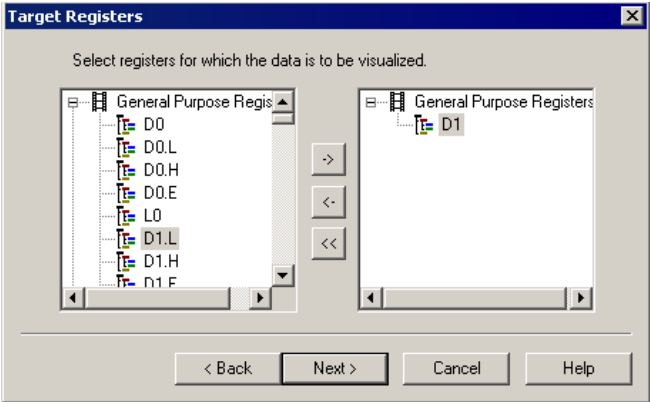 Target Registers
Select registers for which the data is to be visualized.
General Purpose Regis
D0
D0.L
D0.H
D0.E
L0
D1.L
D1.H
D1.E
General Purpose Registers
D1
->
<-
<<
< Back
Next >
Cancel
Help